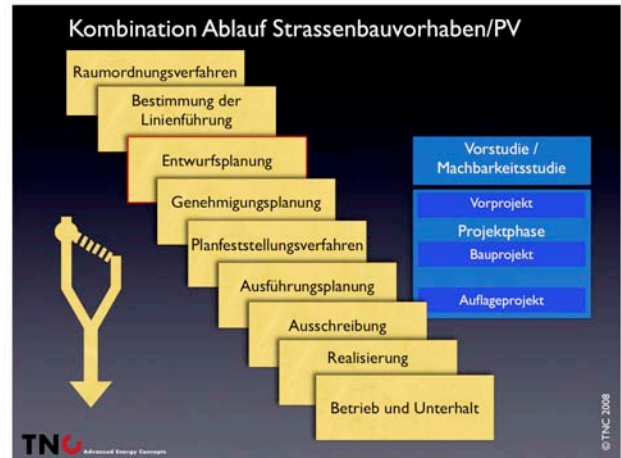 Kombination Ablauf Strassenbauvorhaben/PV
Raumordnungsverfahren
Bestimmung der
Linienführung
Entwurfsplanung
Genehmigungsplanung
Planfeststellungsverfahren
Ausführungsplanung
Ausschreibung
Realisierung
Betrieb und Unterhalt
Vorstudie /
Machbarkeitsstudie
Vorprojekt
Projektphase
Bauprojekt
Auflageprojekt
TNC Advanced Energy Concepts
© TNC 2008